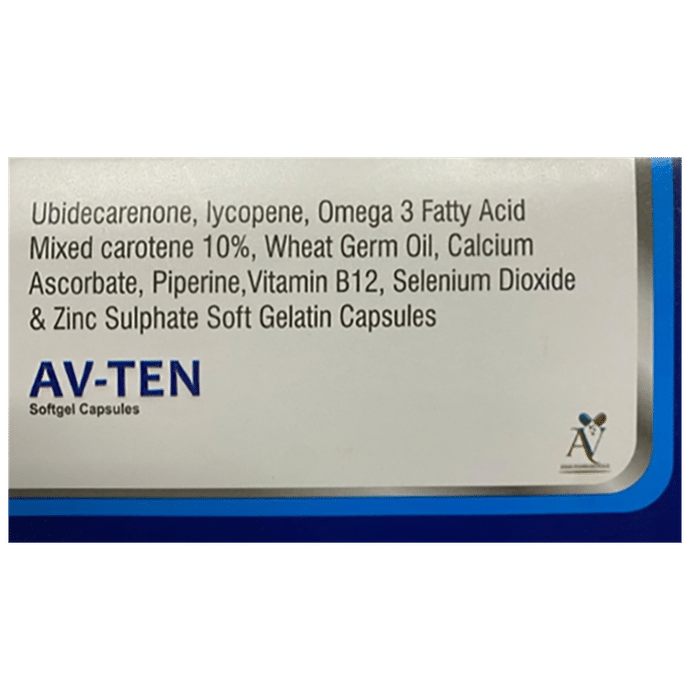 Ubidecarenone, lycopene, Omega 3 Fatty Acid
Mixed carotene 10%, Wheat Germ Oil, Calcium
Ascorbate, Piperine,Vitamin B12, Selenium Dioxide
& Zinc Sulphate Soft Gelatin Capsules
AV-TEN
Softgel Capsules
AV